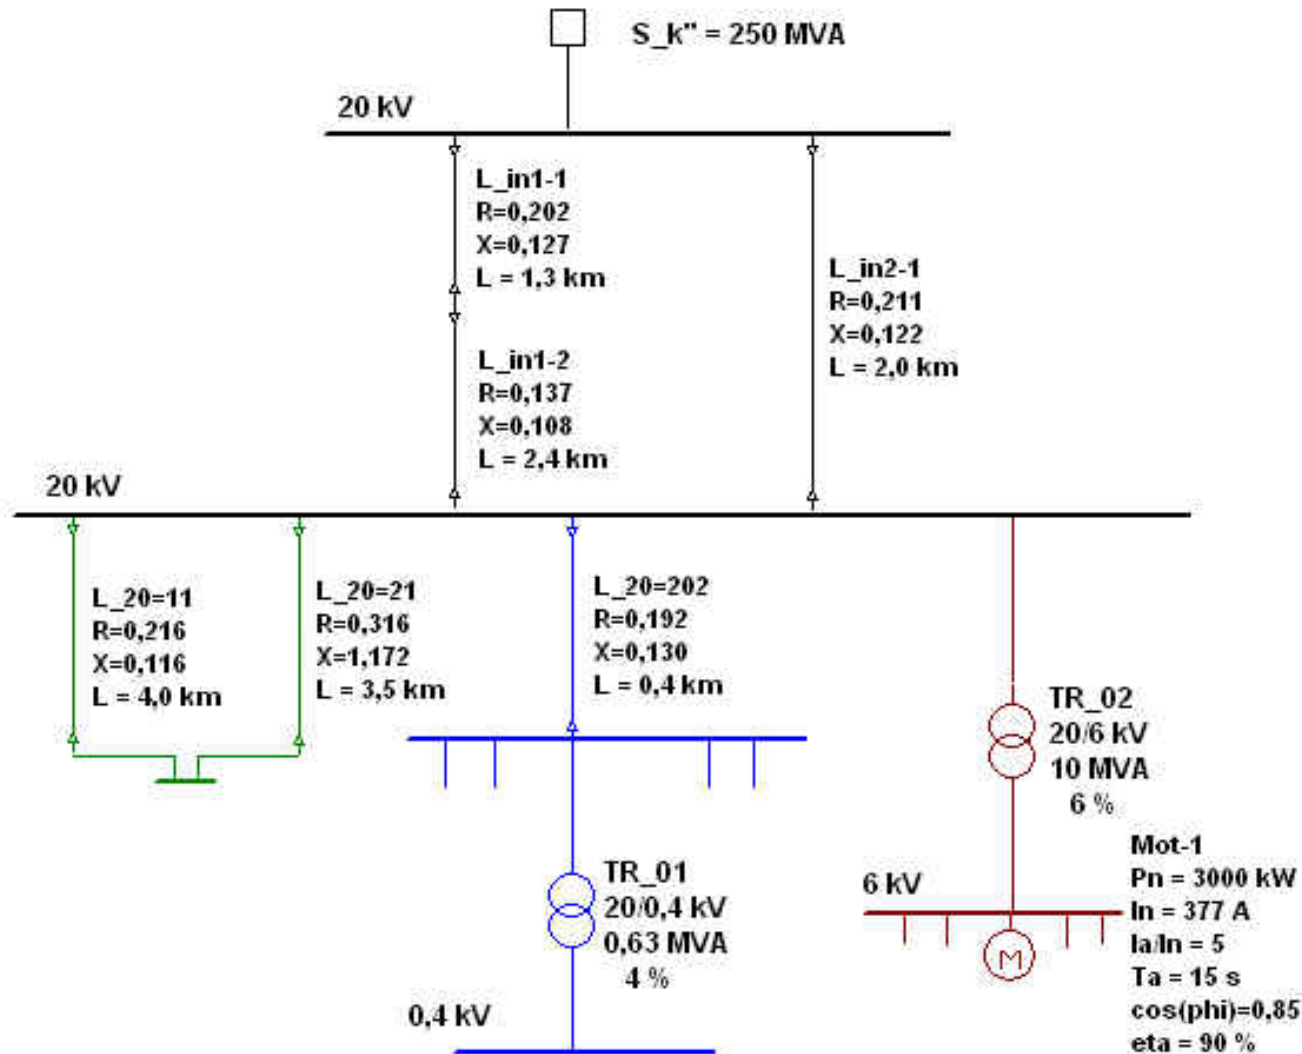 S_k" = 250 MVA
20 kV
L_in1-1
R=0,202
X=0,127
L = 1,3 km
L_in2-1
R=0,211
X=0,122
L = 2,0 km
L_in1-2
R=0,137
X=0,108
L = 2,4 km
20 kV
L_20=11
R=0,216
X=0,116
L = 4,0 km
L_20=21
R=0,316
X=1,172
L = 3,5 km
L_20=202
R=0,192
X=0,130
L = 0,4 km
TR_02
20/6 kV
10 MVA
6 %
TR_01
20/0,4 kV
0,63 MVA
4 %
0,4 kV
6 kV
M
Mot-1
Pn = 3000 kW
In = 377 A
Ia/In = 5
Ta = 15 s
cos(phi)=0,85
eta = 90 %